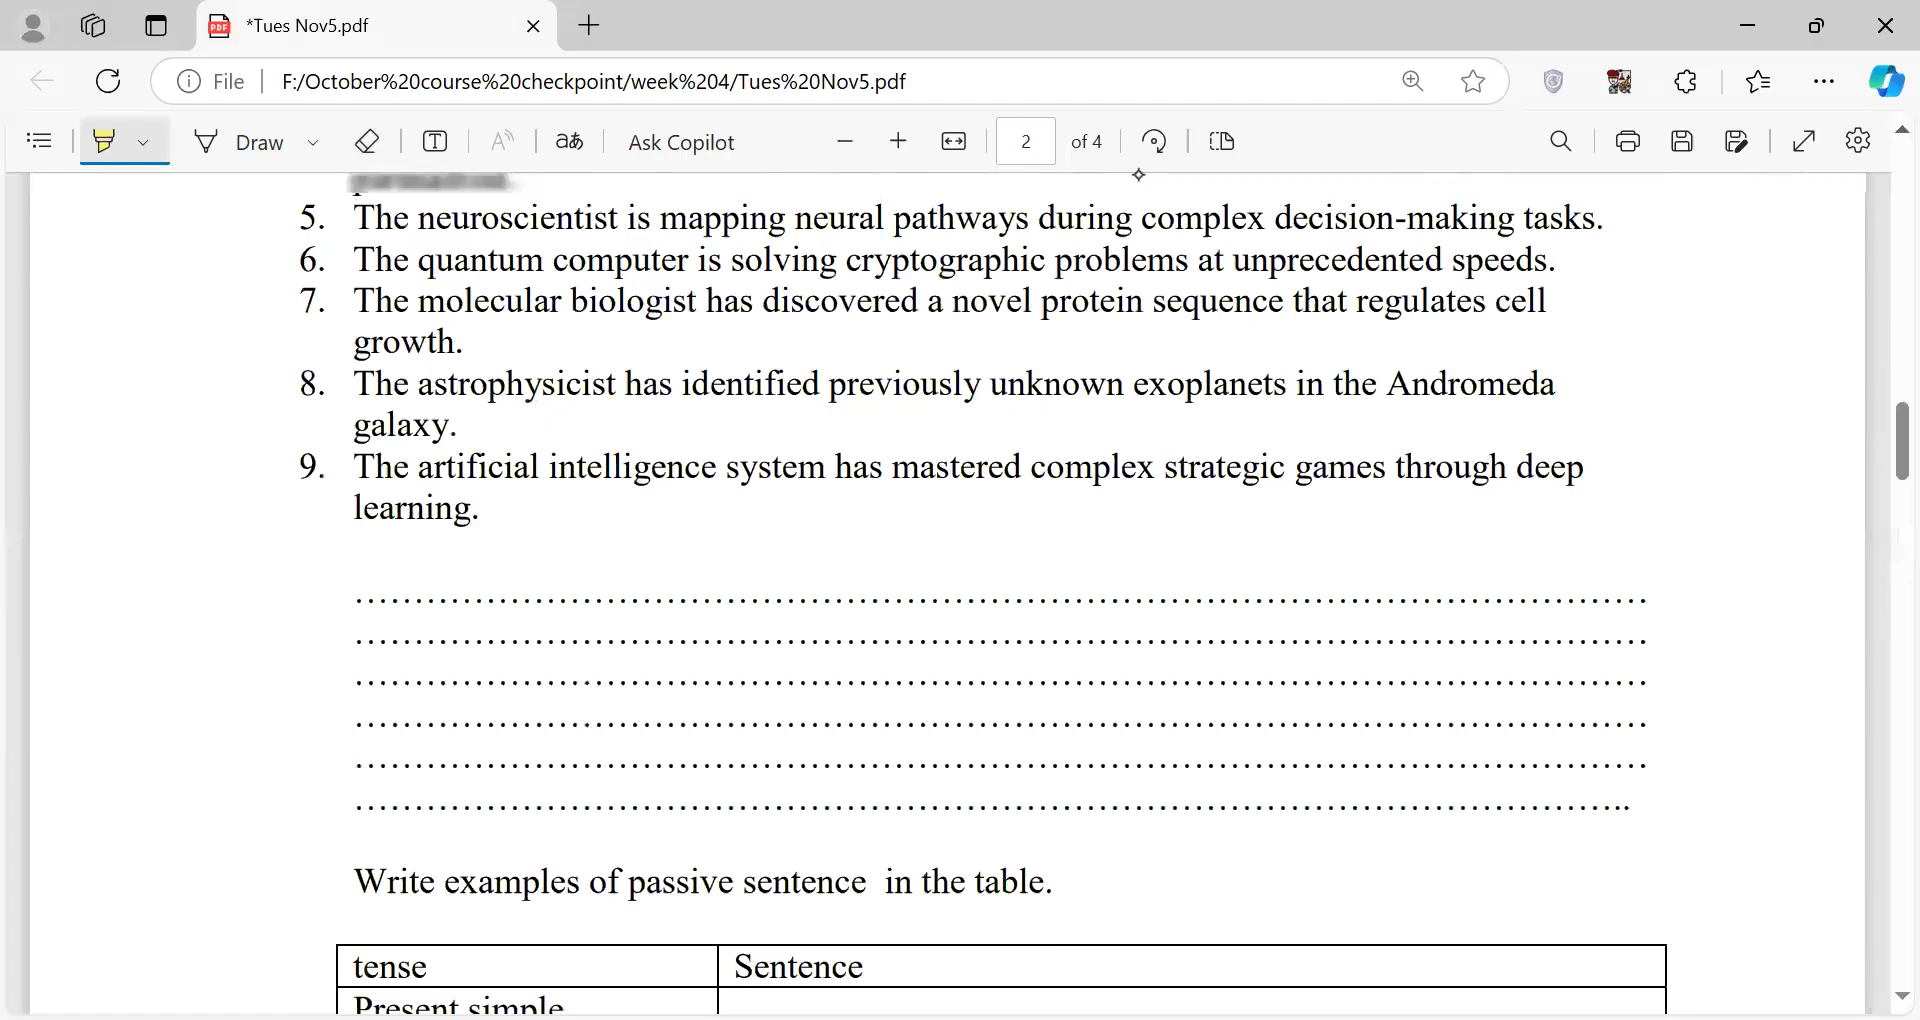 *Tues Nov5.pdf
File F:/October%20course%20checkpoint/week%204/Tues%20Nov5.pdf
Draw aあ Ask Copilot 2 of 4
5. The neuroscientist is mapping neural pathways during complex decision-making tasks.
6. The quantum computer is solving cryptographic problems at unprecedented speeds.
7. The molecular biologist has discovered a novel protein sequence that regulates cell
growth.
8. The astrophysicist has identified previously unknown exoplanets in the Andromeda
galaxy.
9. The artificial intelligence system has mastered complex strategic games through deep
learning.
Write examples of passive sentence in the table.
tense Sentence
Present simple